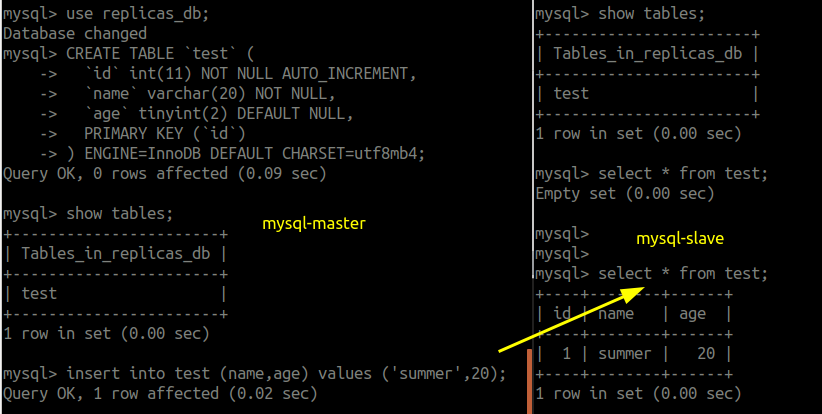 mysql> use replicas_db;
Database changed
mysql> CREATE TABLE `test` (
    ->   `id` int(11) NOT NULL AUTO_INCREMENT,
    ->   `name` varchar(20) NOT NULL,
    ->   `age` tinyint(2) DEFAULT NULL,
    ->   PRIMARY KEY (`id`)
    -> ) ENGINE=InnoDB DEFAULT CHARSET=utf8mb4;
Query OK, 0 rows affected (0.09 sec)
mysql> show tables;
+-----------------------+
| Tables_in_replicas_db |
+-----------------------+
| test                  |
+-----------------------+
1 row in set (0.00 sec)
mysql> insert into test (name,age) values ('summer',20);
Query OK, 1 row affected (0.02 sec)
mysql-master
mysql> show tables;
+-----------------------+
| Tables_in_replicas_db |
+-----------------------+
| test                  |
+-----------------------+
1 row in set (0.00 sec)
mysql> select * from test;
Empty set (0.00 sec)
mysql>
mysql>
mysql> select * from test;
+----+--------+------+
| id | name   | age  |
+----+--------+------+
|  1 | summer |   20 |
+----+--------+------+
1 row in set (0.00 sec)
mysql-slave